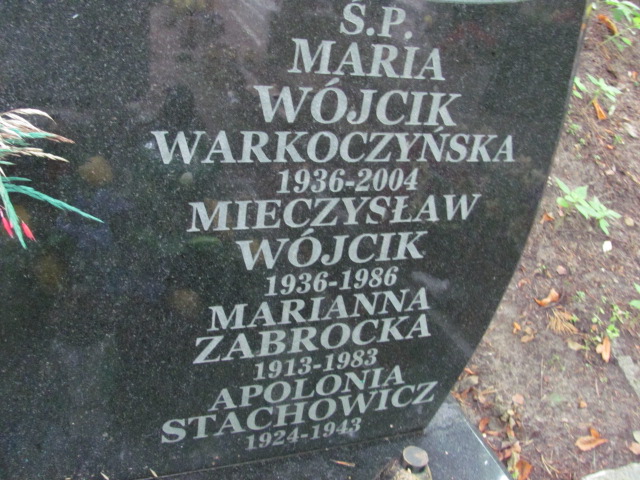 Ś.P.
MARIA
WÓJCIK
WARKOCZYŃSKA
1936-2004
MIECZYSŁAW
WÓJCIK
1936-1986
MARIANNA
ZABROCKA
1913-1983
APOLONIA
STACHOWICZ
1924-1943